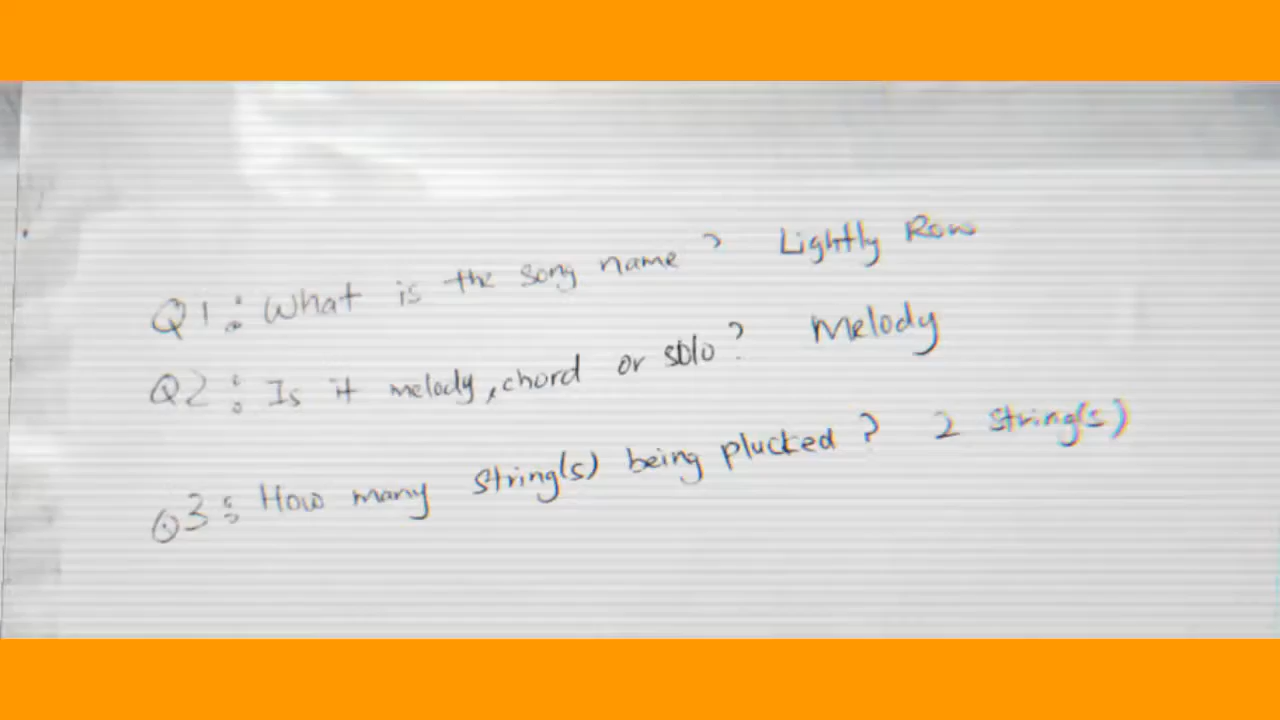 Q1: What is the song name? Lightly Row
Q2: Is it melody, chord or solo? Melody
Q3: How many string(s) being plucked? 2 string(s)